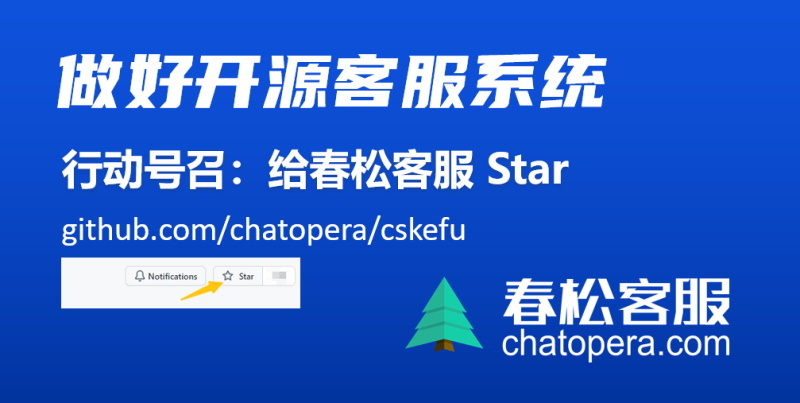 做好开源客服系统
行动号召：给春松客服 Star
github.com/chatopera/cskefu
Notifications Star
春松客服
chatopera.com